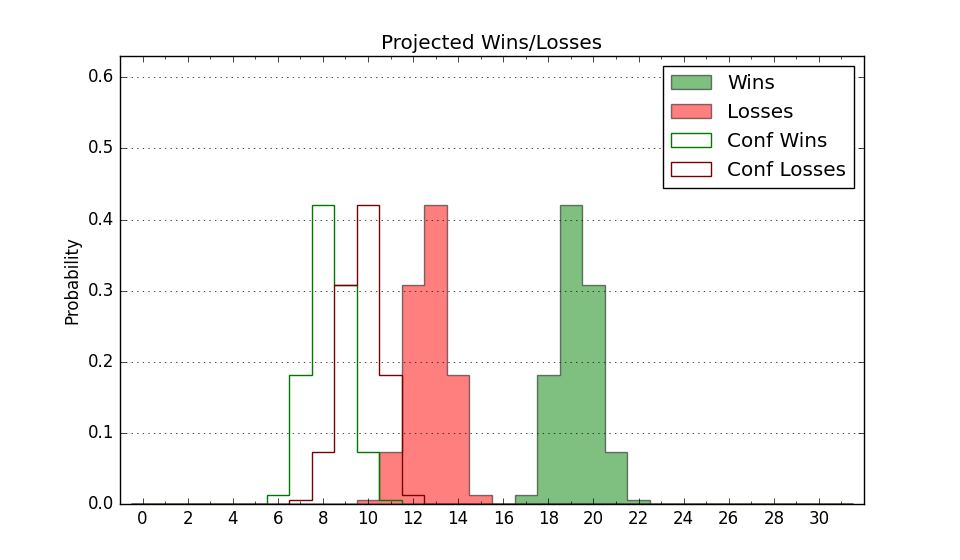 Projected Wins/Losses
Wins
Losses
Conf Wins
Conf Losses
Probability
0.6
0.5
0.4
0.3
0.2
0.1
0.0
0 2 4 6 8 10 12 14 16 18 20 22 24 26 28 30